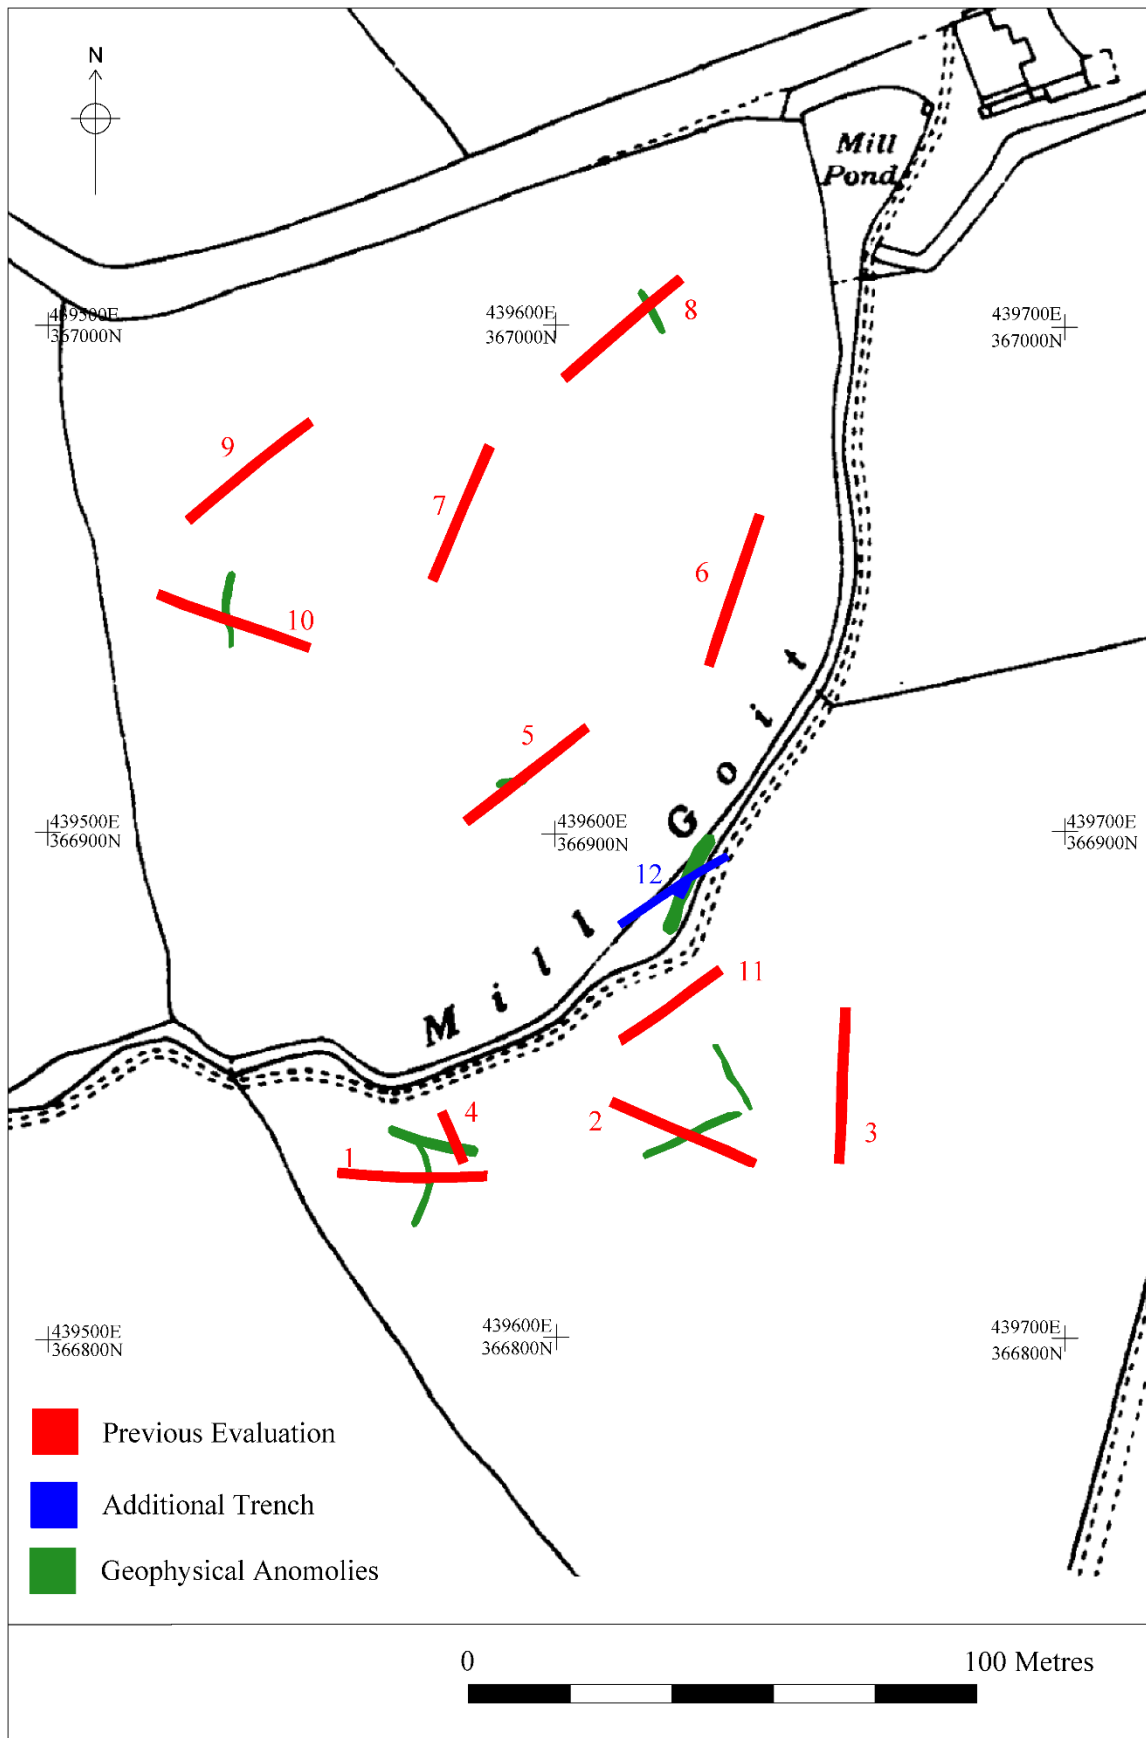 N
Mill
Pond
439500E
367000N
439600E
367000N
8
439700E
367000N
9
7
6
10
5
439500E
366900N
439600E
366900N
439700E
366900N
12
Mill Goit
11
4
2
3
1
439500E
366800N
439600E
366800N
439700E
366800N
Previous Evaluation
Additional Trench
Geophysical Anomolies
0
100 Metres